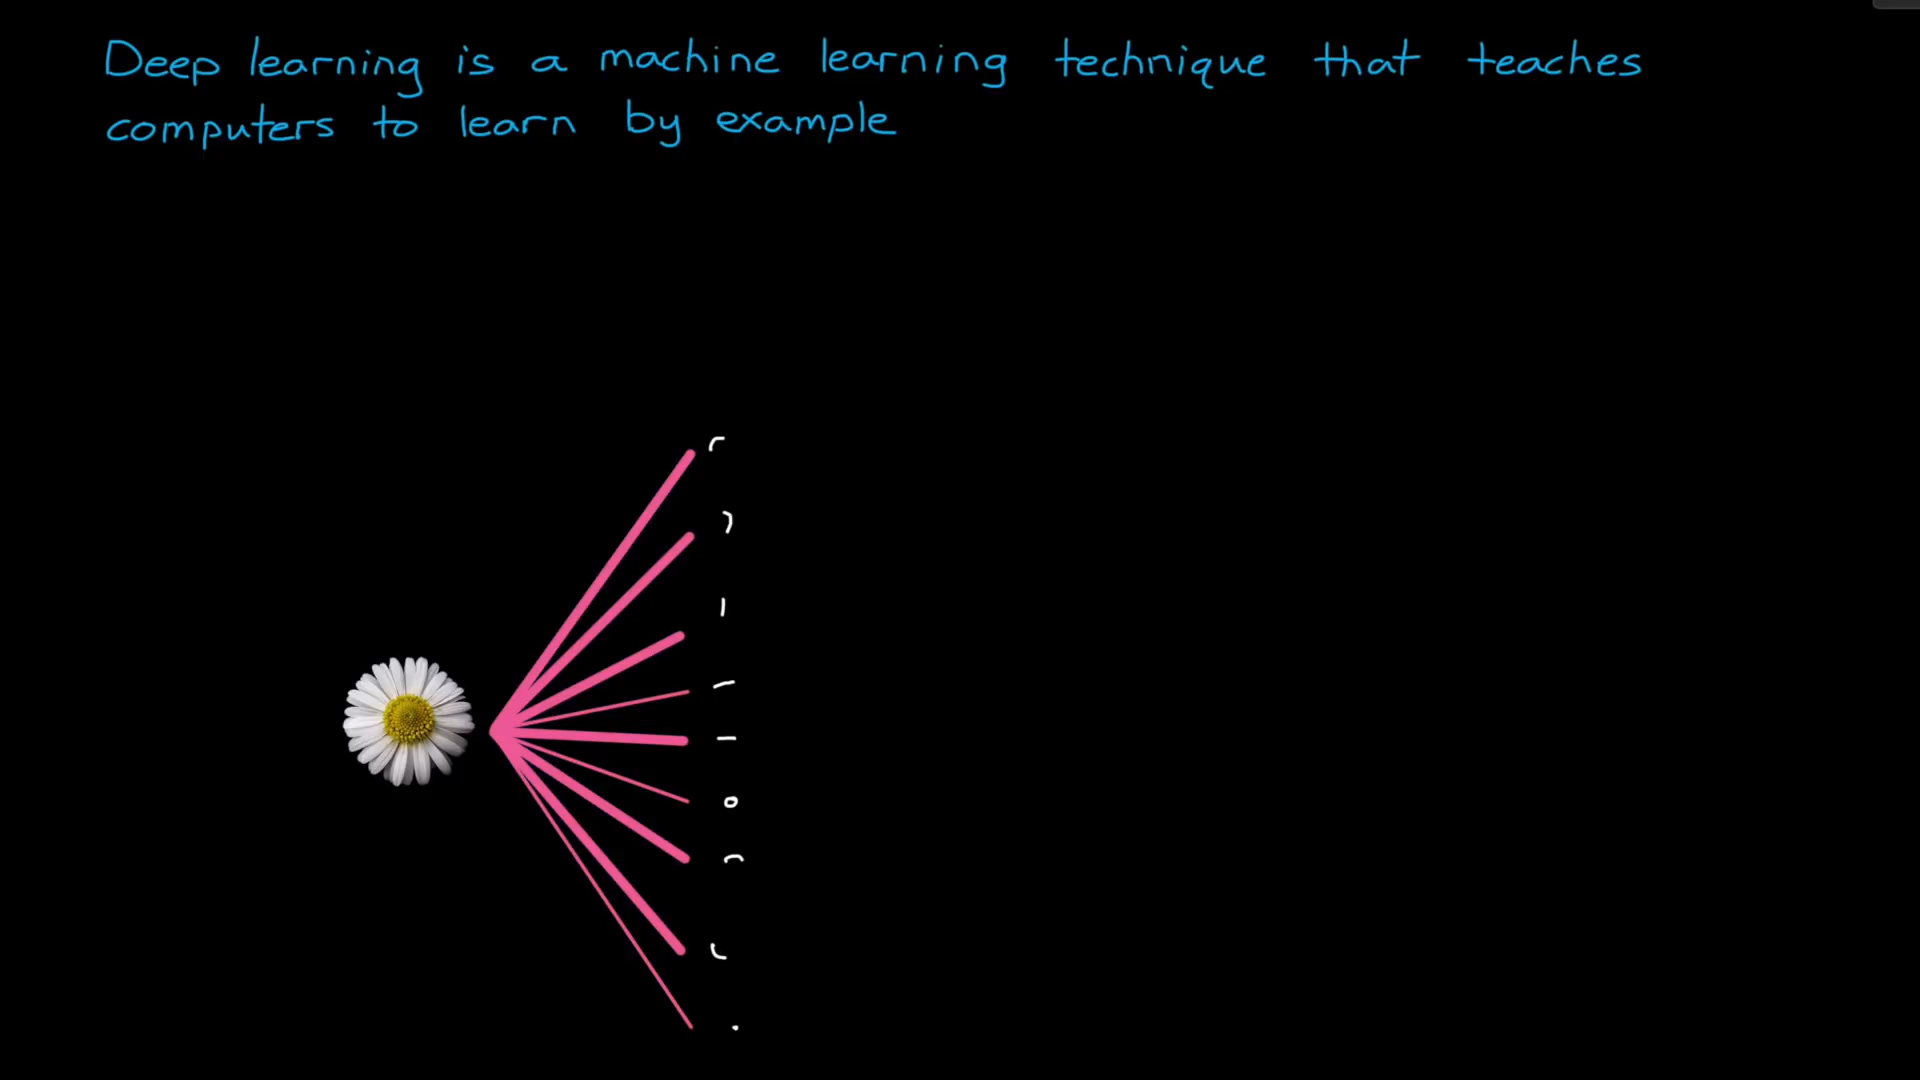 Deep learning is a machine learning technique that teaches
computers to learn by example